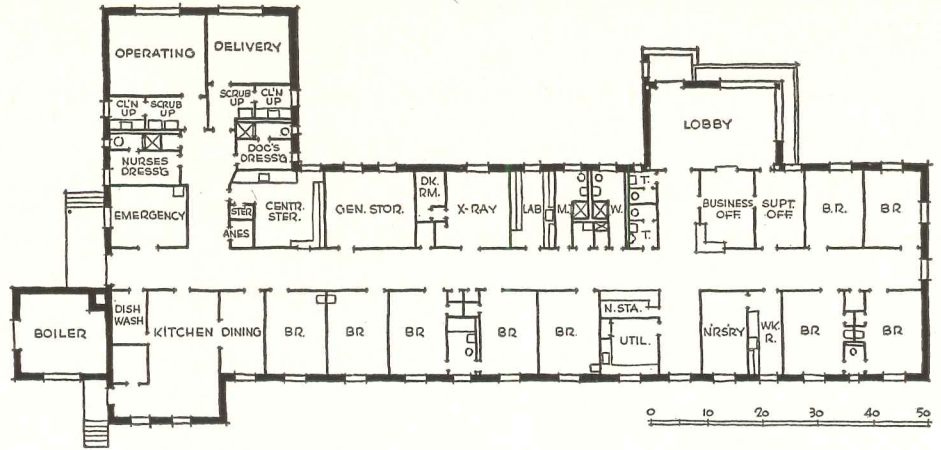 OPERATING
DELIVERY
CL'N UP
SCRUB UP
SCRUB UP
CL'N UP
NURSES DRESS'G
DOC'S DRESS'G
LOBBY
EMERGENCY
STER
ANES
CENTR. STER.
GEN. STOR.
DK. RM.
X-RAY
LAB
M.
W.
T.
T.
BUSINESS OFF.
SUPT. OFF
B.R.
B.R
BOILER
DISH WASH
KITCHEN
DINING
BR.
BR
BR
BR
BR.
N. STA.
UTIL.
N'RS'RY
WK. R.
BR
BR
0 10 20 30 40 50